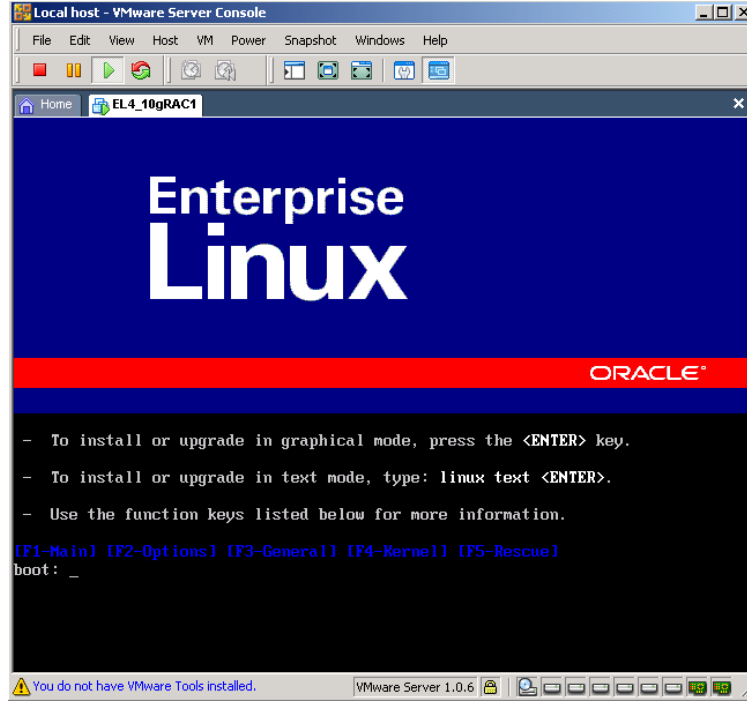 Local host - VMware Server Console
File Edit View Host VM Power Snapshot Windows Help
Home EL4_10gRAC1
Enterprise
Linux
ORACLE
- To install or upgrade in graphical mode, press the <ENTER> key.
- To install or upgrade in text mode, type: linux text <ENTER>.
- Use the function keys listed below for more information.
[F1-Main] [F2-Options] [F3-General] [F4-Kernel] [F5-Rescue]
boot: _
You do not have VMware Tools installed. VMware Server 1.0.6